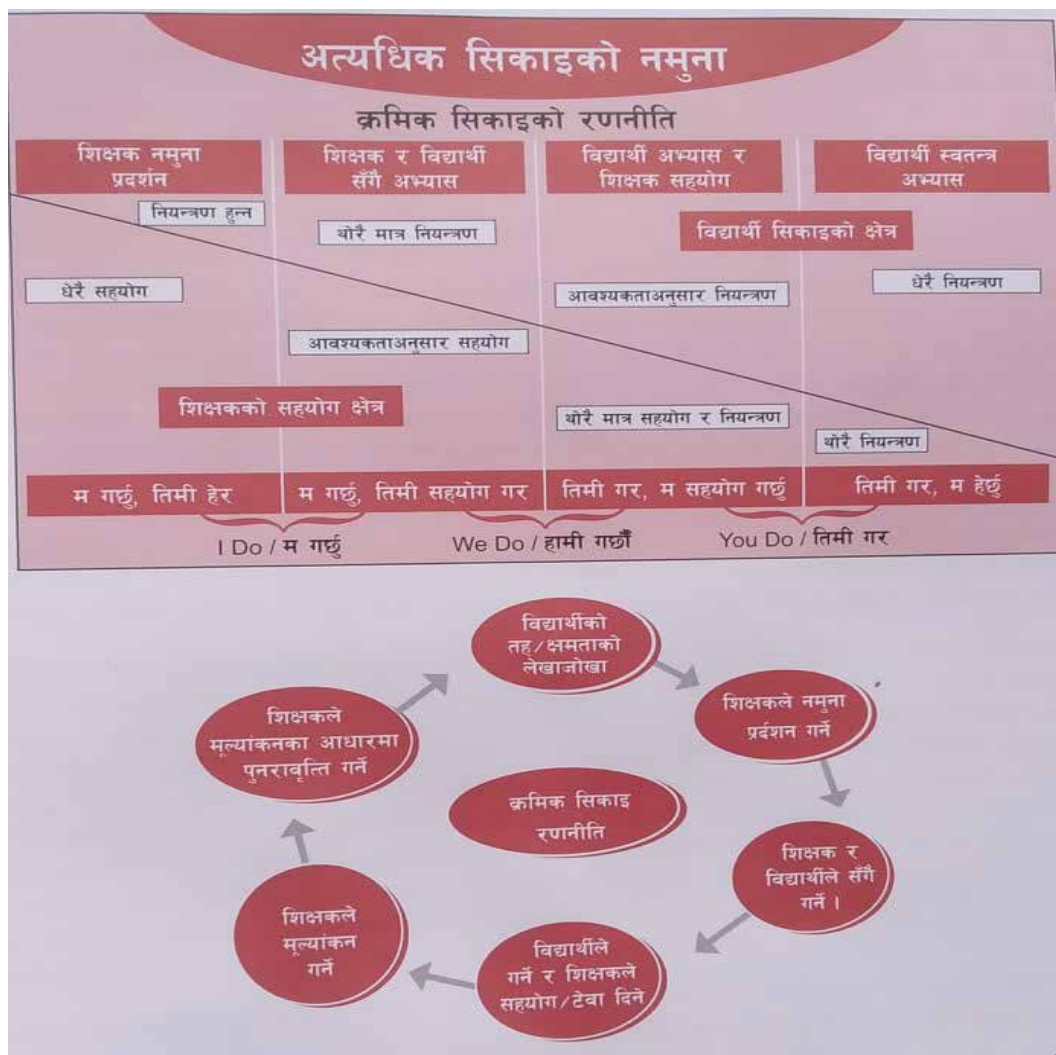 अत्यधिक सिकाइको नमुना
क्रमिक सिकाइको रणनीति
शिक्षक नमुना
प्रदर्शन
शिक्षक र विद्यार्थी
सँगै अभ्यास
विद्यार्थी अभ्यास र
शिक्षक सहयोग
विद्यार्थी स्वतन्त्र
अभ्यास
नियन्त्रण हुन्न
थोरै मात्र नियन्त्रण
विद्यार्थी सिकाइको क्षेत्र
धेरै सहयोग
आवश्यकताअनुसार नियन्त्रण
धेरै नियन्त्रण
आवश्यकताअनुसार सहयोग
शिक्षकको सहयोग क्षेत्र
थोरै मात्र सहयोग र नियन्त्रण
थोरै नियन्त्रण
म गर्छु, तिमी हेर
म गर्छु, तिमी सहयोग गर
तिमी गर, म सहयोग गर्छु
तिमी गर, म हेर्छु
I Do / म गर्छु
We Do / हामी गर्छौं
You Do / तिमी गर
विद्यार्थीको
तह/क्षमताको
लेखाजोखा
शिक्षकले नमुना
प्रर्दशन गर्ने
शिक्षक र
विद्यार्थीले सँगै
गर्ने ।
विद्यार्थीले
गर्ने र शिक्षकले
सहयोग/टेवा दिने
शिक्षकले
मूल्यांकन
गर्ने
शिक्षकले
मूल्यांकनका आधारमा
पुनरावृत्ति गर्ने
क्रमिक सिकाइ
रणनीति